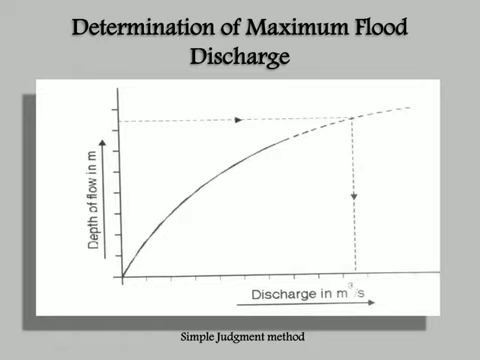 Determination of Maximum Flood
Discharge
Depth of flow in m
Discharge in m³/s
Simple Judgment method